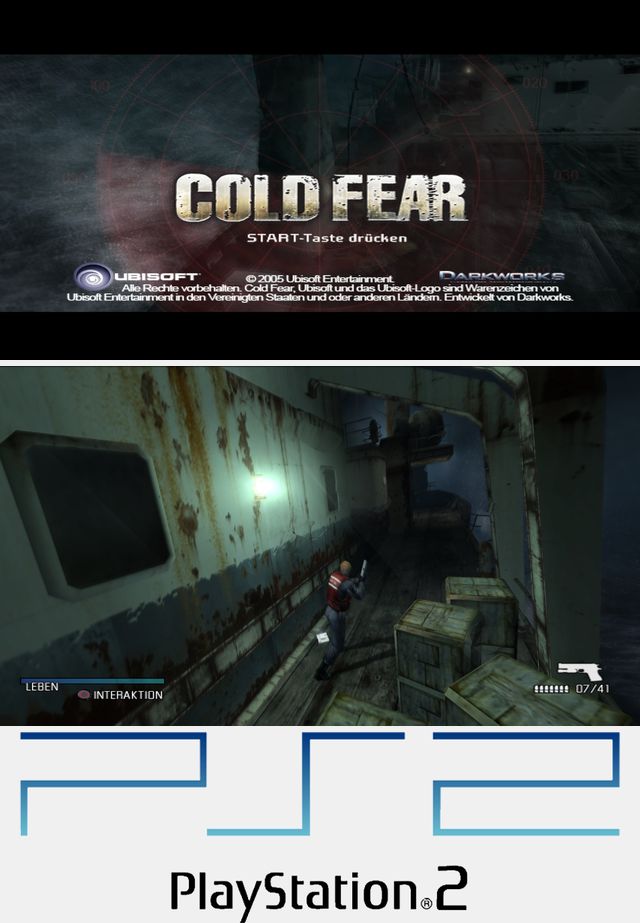 020
030
COLD FEAR
START-Taste drücken
UBISOFT
© 2005 Ubisoft Entertainment.
DARKWORKS
Alle Rechte vorbehalten. Cold Fear, Ubisoft und das Ubisoft-Logo sind Warenzeichen von
Ubisoft Entertainment in den Vereinigten Staaten und oder anderen Ländern. Entwickelt von Darkworks.
LEBEN
INTERAKTION
07/41
PS2
PlayStation®2